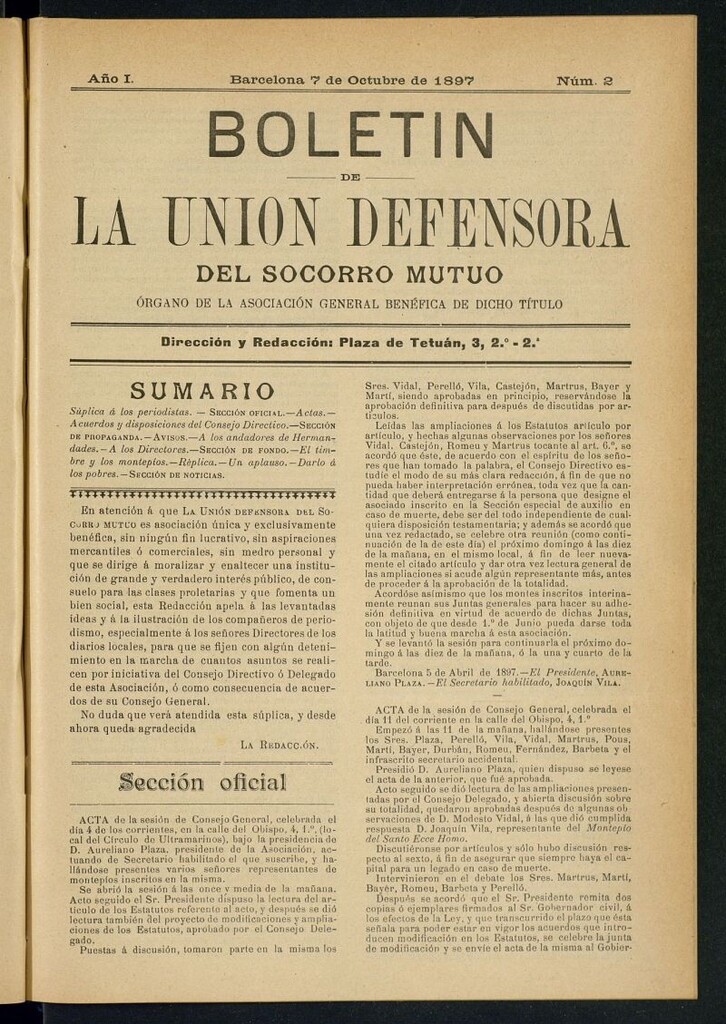 Año I.
Barcelona 7 de Octubre de 1897
Núm. 2
BOLETIN
DE
LA UNION DEFENSORA
DEL SOCORRO MUTUO
ÓRGANO DE LA ASOCIACIÓN GENERAL BENÉFICA DE DICHO TÍTULO
Dirección y Redacción: Plaza de Tetuán, 3, 2.º - 2.ª
SUMARIO
Súplica á los periodistas. — SECCIÓN OFICIAL.—Actas.—
Acuerdos y disposiciones del Consejo Directivo.—SECCIÓN
DE PROPAGANDA.—AVISOS.—A los andadores de Herman-
dades.—A los Directores.—SECCIÓN DE FONDO.—El tim-
bre y los montepios.—Réplica.—Un aplauso.—Darlo á
los pobres.—SECCIÓN DE NOTICIAS.
En atención á que LA UNIÓN DEFENSORA DEL SO-
CORRO MUTUO es asociación única y exclusivamente
benéfica, sin ningún fin lucrativo, sin aspiraciones
mercantiles ó comerciales, sin medro personal y
que se dirige á moralizar y enaltecer una institu-
ción de grande y verdadero interés público, de con-
suelo para las clases proletarias y que fomenta un
bien social, esta Redacción apela á las levantadas
ideas y á la ilustración de los compañeros de perio-
dismo, especialmente á los señores Directores de los
diarios locales, para que se fijen con algún deteni-
miento en la marcha de cuantos asuntos se reali-
cen por iniciativa del Consejo Directivo ó Delegado
de esta Asociación, ó como consecuencia de acuer-
dos de su Consejo General.
No duda que verá atendida esta súplica, y desde
ahora queda agradecida
LA REDACCIÓN.
Sección oficial
ACTA de la sesión de Consejo General, celebrada el
día 4 de los corrientes, en la calle del Obispo, 4, 1.º, (lo-
cal del Círculo de Ultramarinos), bajo la presidencia de
D. Aureliano Plaza, presidente de la Asociación, ac-
tuando de Secretario habilitado el que suscribe, y ha-
llándose presentes varios señores representantes de
montepíos inscritos en la misma.
Se abrió la sesión á las once y media de la mañana.
Acto seguido el Sr. Presidente dispuso la lectura del ar-
tículo de los Estatutos referente al acto, y después se dió
lectura también del proyecto de modificaciones y amplia-
ciones de los Estatutos, aprobado por el Consejo Dele-
gado.
Puestas á discusión, tomaron parte en la misma los
Sres. Vidal, Perelló, Vila, Castejón, Martrus, Bayer y
Martí, siendo aprobadas en principio, reservándose la
aprobación definitiva para después de discutidas por ar-
tículos.
Leídas las ampliaciones á los Estatutos artículo por
artículo, y hechas algunas observaciones por los señores
Vidal, Castejón, Romeu y Martrus tocante al art. 6.º, se
acordó que éste, de acuerdo con el espíritu de los seño-
res que han tomado la palabra, el Consejo Directivo es-
tudie el modo de su más clara redacción, á fin de que no
pueda haber interpretación errónea, toda vez que la can-
tidad que deberá entregarse á la persona que designe el
asociado inscrito en la Sección especial de auxilio en
caso de muerte, debe ser del todo independiente de cual-
quiera disposición testamentaria; y además se acordó que
una vez redactado, se celebre otra reunión (como conti-
nuación de la de este día) el próximo domingo á las diez
de la mañana, en el mismo local, á fin de leer nueva-
mente el citado artículo y dar otra vez lectura general de
las ampliaciones si acude algún representante más, antes
de proceder á la aprobación de la totalidad.
Acordóse asimismo que los montes inscritos interina-
mente reunan sus Juntas generales para hacer su adhe-
sión definitiva en virtud de acuerdo de dichas Juntas,
con objeto de que desde 1.º de Junio pueda darse toda
la latitud y buena marcha á esta asociación.
Y se levantó la sesión para continuarla el próximo do-
mingo á las diez de la mañana, ó la una y cuarto de la
tarde.
Barcelona 5 de Abril de 1897.—El Presidente, AURE-
LIANO PLAZA.—El Secretario habilitado, JOAQUÍN VILA.
ACTA de la sesión de Consejo General, celebrada el
día 11 del corriente en la calle del Obispo, 4, 1.º
Empezó á las 11 de la mañana, hallándose presentes
los Sres. Plaza, Perelló, Vila, Vidal, Martrus, Pous,
Martí, Bayer, Durbán, Romeu, Fernández, Barbeta y el
infrascrito secretario accidental.
Presidió D. Aureliano Plaza, quien dispuso se leyese
el acta de la anterior, que fué aprobada.
Acto seguido se dió lectura de las ampliaciones presen-
tadas por el Consejo Delegado, y abierta discusión sobre
su totalidad, quedaron aprobadas después de algunas ob
servaciones de D. Modesto Vidal, á las que dió cumplida
respuesta D. Joaquín Vila, representante del Montepío
del Santo Ecce Homo.
Discutiéronse por artículos y sólo hubo discusión res-
pecto al sexto, á fin de asegurar que siempre haya el ca-
pital para un legado en caso de muerte.
Intervinieron en el debate los Sres. Martrus, Martí,
Bayér, Romeu, Barbeta y Perelló.
Después se acordó que el Sr. Presidente remita dos
copias ó ejemplares firmados al Sr. Gobernador civil, á
los efectos de la Ley, y que transcurrido el plazo que ésta
señala para poder estar en vigor los acuerdos que intro-
ducen modificación en los Estatutos, se celebre la junta
de modificación y se envíe el acta de la misma al Gobier-